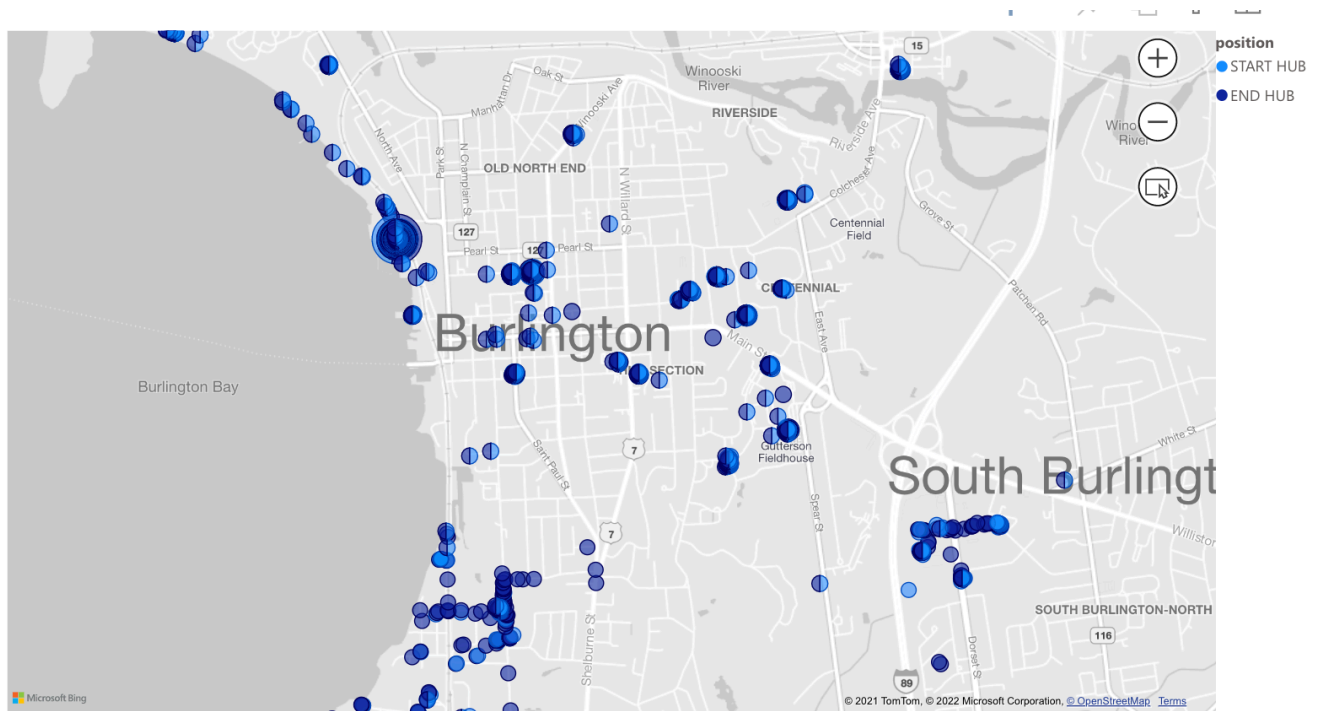 position
START HUB
END HUB
15
Oak St
Winooski
River
Manhattan Dr
Winooski Ave
RIVERSIDE
Riverside Ave
Wino
River
North Ave
Park St
N Champlain St
OLD NORTH END
N Willard S
Colchester Ave
Grove St
Centennial
Field
127
Pearl St
127
Pearl St
Patchen Rd
East Ave
Burlington
Main St
SECTION
Burlington Bay
White St
7
Gutterson
Fieldhouse
Saint Paul St
South Burlingt
Spear St
7
Williston
SOUTH BURLINGTON-NORTH
Shelburne St
Dorset St
116
89
Microsoft Bing
© 2021 TomTom, © 2022 Microsoft Corporation, © OpenStreetMap Terms